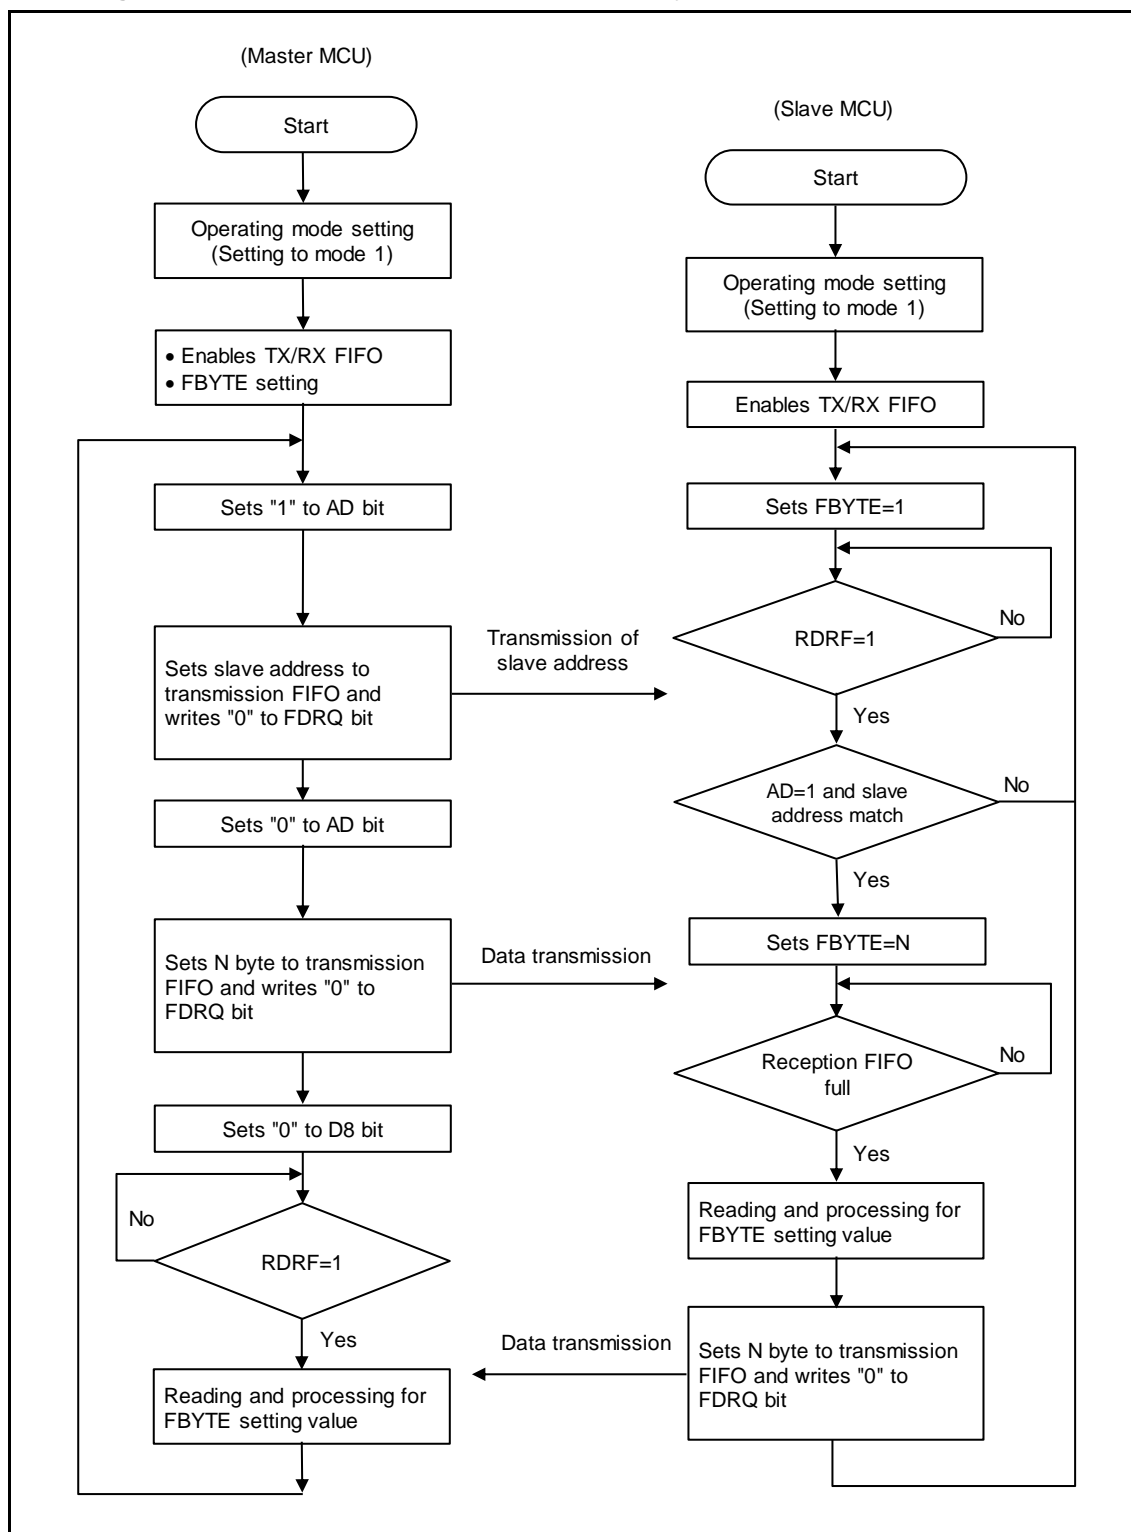 (Master MCU)
Start
Operating mode setting
(Setting to mode 1)
• Enables TX/RX FIFO
• FBYTE setting
Sets "1" to AD bit
Sets slave address to
transmission FIFO and
writes "0" to FDRQ bit
Sets "0" to AD bit
Sets N byte to transmission
FIFO and writes "0" to
FDRQ bit
Sets "0" to D8 bit
No
RDRF=1
Yes
Reading and processing for
FBYTE setting value
Transmission of
slave address
Data transmission
Data transmission
(Slave MCU)
Start
Operating mode setting
(Setting to mode 1)
Enables TX/RX FIFO
Sets FBYTE=1
RDRF=1
No
Yes
AD=1 and slave
address match
No
Yes
Sets FBYTE=N
Reception FIFO
full
No
Yes
Reading and processing for
FBYTE setting value
Sets N byte to transmission
FIFO and writes "0" to
FDRQ bit